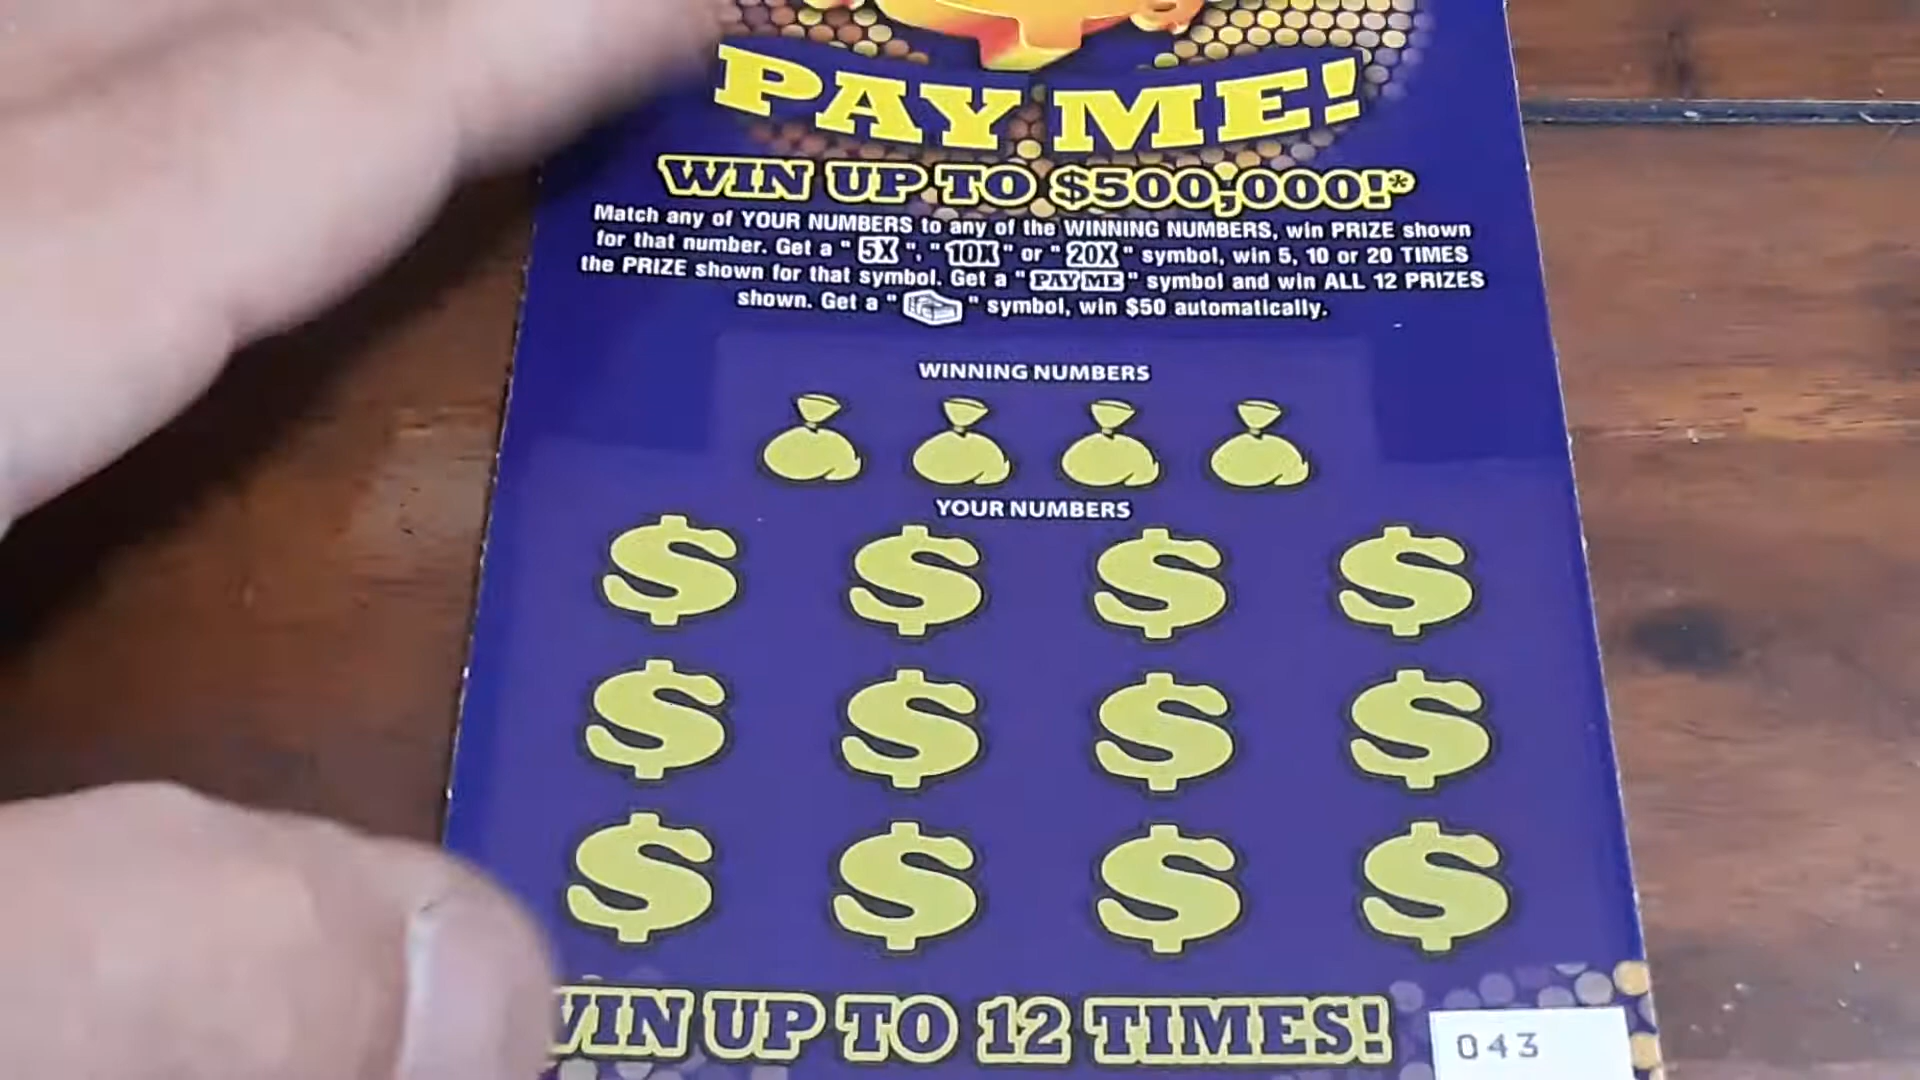 PAY ME!
WIN UP TO $500,000!*
Match any of YOUR NUMBERS to any of the WINNING NUMBERS, win PRIZE shown
for that number. Get a "5X", "10X" or "20X" symbol, win 5, 10 or 20 TIMES
the PRIZE shown for that symbol. Get a "PAY ME" symbol and win ALL 12 PRIZES
shown. Get a " " symbol, win $50 automatically.
WINNING NUMBERS
YOUR NUMBERS
$ $ $ $
$ $ $ $
$ $ $ $
WIN UP TO 12 TIMES!
043